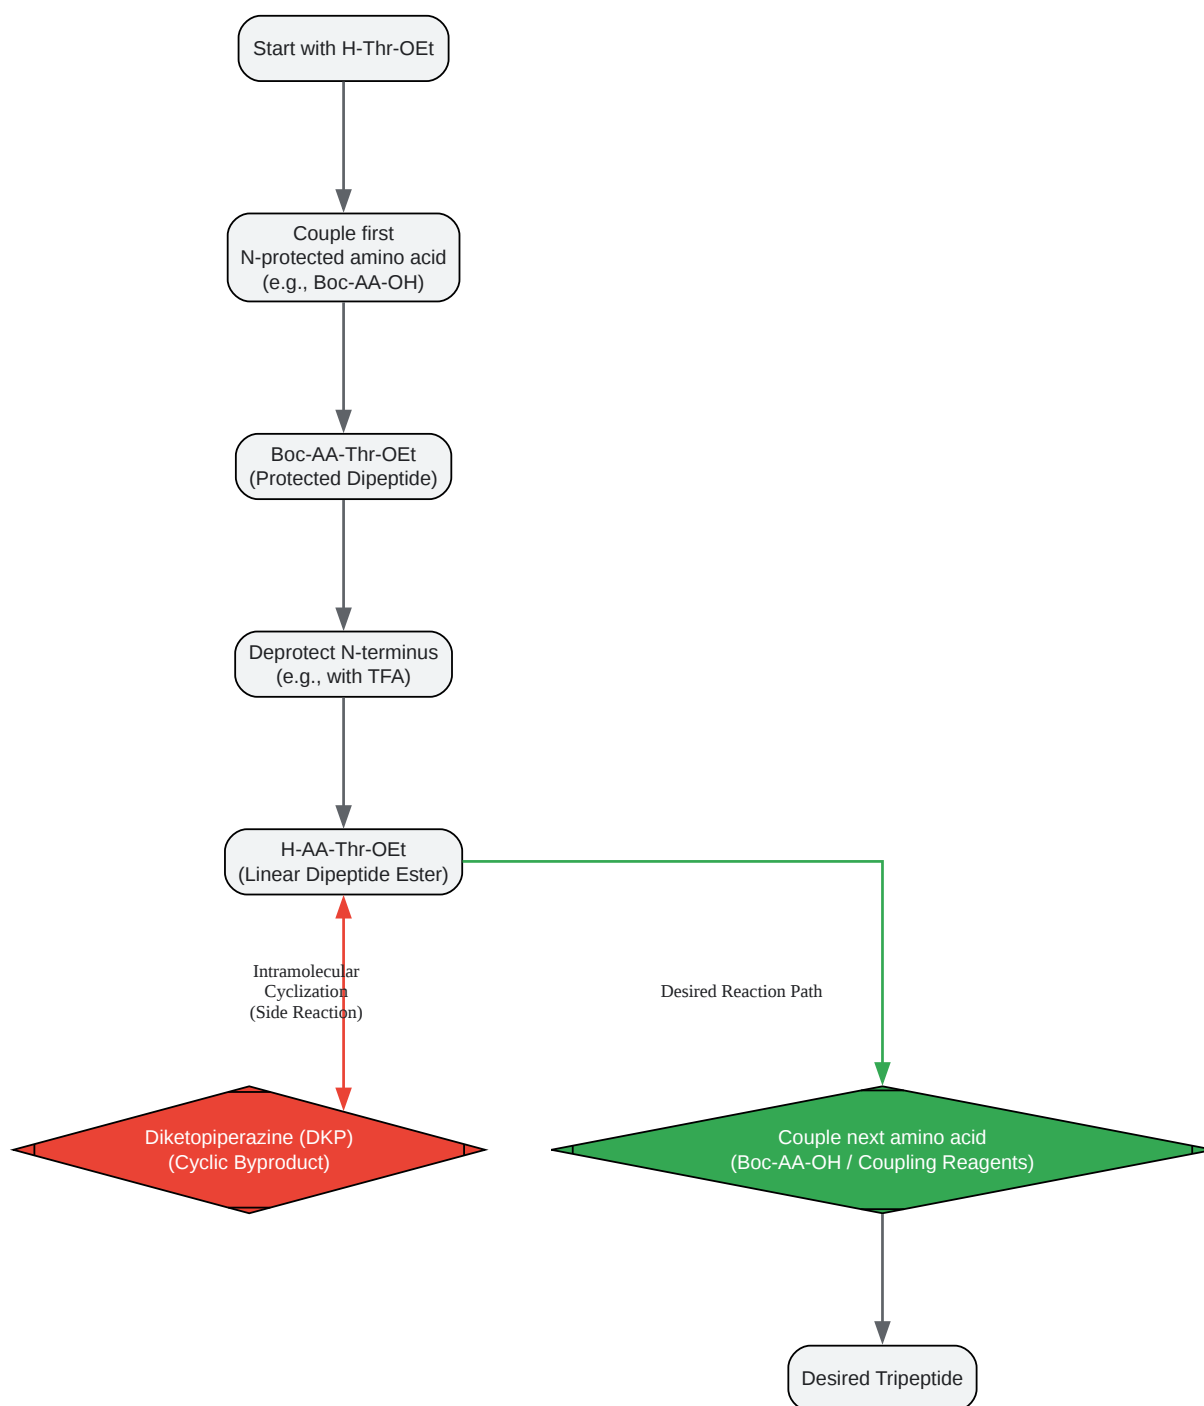 Start with H-Thr-OEt
Couple first
N-protected amino acid
(e.g., Boc-AA-OH)
Boc-AA-Thr-OEt
(Protected Dipeptide)
Deprotect N-terminus
(e.g., with TFA)
H-AA-Thr-OEt
(Linear Dipeptide Ester)
Intramolecular
Cyclization
(Side Reaction)
Desired Reaction Path
Diketopiperazine (DKP)
(Cyclic Byproduct)
Couple next amino acid
(Boc-AA-OH / Coupling Reagents)
Desired Tripeptide